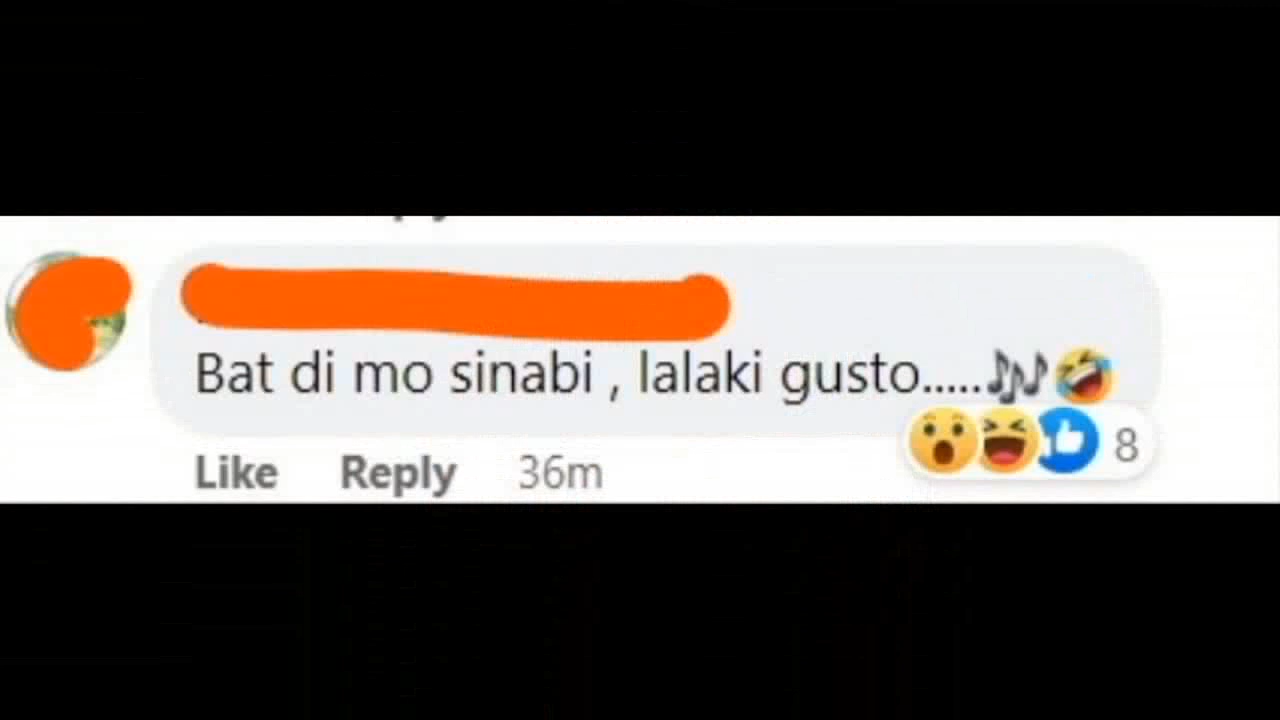 Bat di mo sinabi , lalaki gusto.....🎶🤣
Like Reply 36m 8